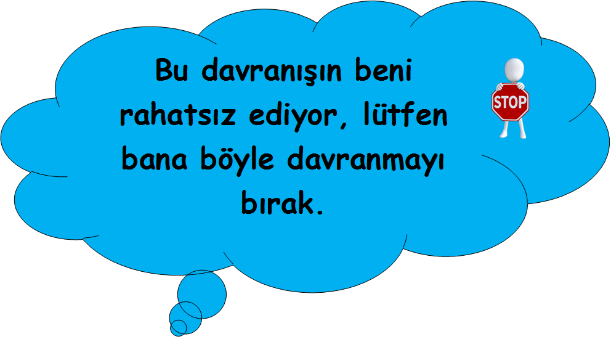 Bu davranışın beni
rahatsız ediyor, lütfen
bana böyle davranmayı
bırak.
STOP